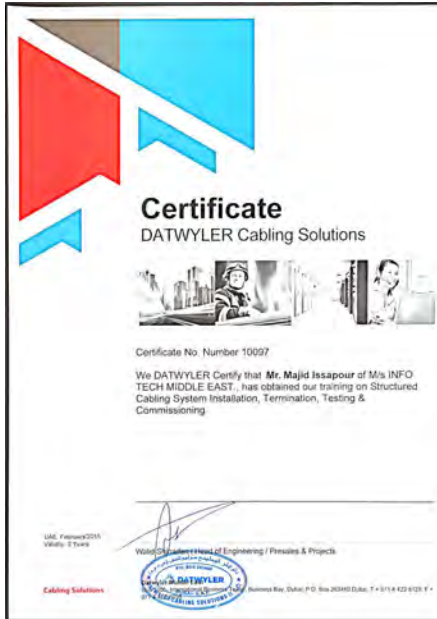 Certificate
DATWYLER Cabling Solutions
Certificate No. Number 10097
We DATWYLER Certify that Mr. Majid Issapour of M/s INFO
TECH MIDDLE EAST., has obtained our training on Structured
Cabling System Installation, Termination, Testing &
Commissioning.
UAE, February/2015
Validity:
Years
Walid / Head of Engineering / Presales & Projects
DATWYLER
Cabling Solutions
Business Bay, Dubai, P.O. Box